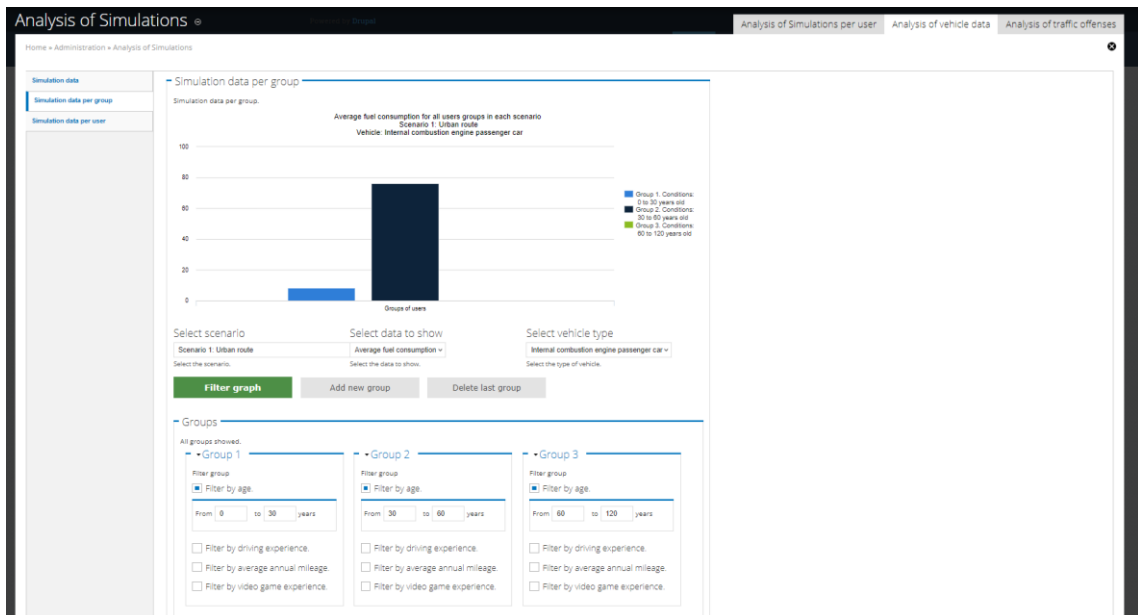 Analysis of Simulations
Powered by Drupal
Analysis of Simulations per user
Analysis of vehicle data
Analysis of traffic offenses
Home » Administration » Analysis of Simulations
Simulation data
Simulation data per group
Simulation data per user
Simulation data per group
Simulation data per group.
Average fuel consumption for all users groups in each scenario
Scenario 1: Urban route
Vehicle: Internal combustion engine passenger car
100
80
60
40
20
0
Groups of users
Group 1. Conditions:
0 to 30 years old
Group 2. Conditions:
30 to 60 years old
Group 3. Conditions:
60 to 120 years old
Select scenario
Scenario 1: Urban route
Select the scenario.
Select data to show
Average fuel consumption
Select the data to show.
Select vehicle type
Internal combustion engine passenger car
Select the type of vehicle.
Filter graph
Add new group
Delete last group
Groups
All groups showed.
Group 1
Filter group
Filter by age.
From 0 to 30 years
Filter by driving experience.
Filter by average annual mileage.
Filter by video game experience.
Group 2
Filter group
Filter by age.
From 30 to 60 years
Filter by driving experience.
Filter by average annual mileage.
Filter by video game experience.
Group 3
Filter group
Filter by age.
From 60 to 120 years
Filter by driving experience.
Filter by average annual mileage.
Filter by video game experience.